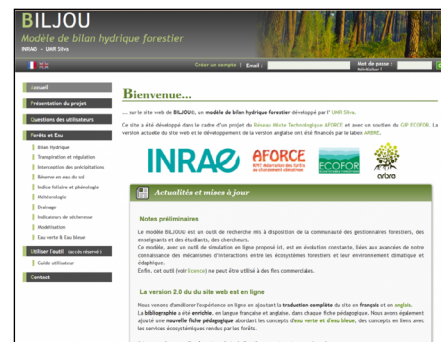 BILJOU
Modèle de bilan hydrique forestier
INRAE - UMR Silva
Créer un compte | Email :
Mot de passe :
Accueil
Présentation du projet
Questions des utilisateurs
Forêts et Eau
Bilan Hydrique
Transpiration et régulation
Interception des précipitations
Réserve en eau du sol
Indice foliaire et phénologie
Météorologie
Drainage
Indicateurs de sécheresse
Modélisation
Eau verte & Eau bleue
Utiliser l'outil (accès réservé)
Guide utilisateur
Contact
Bienvenue...
... sur le site web de BILJOU, un modèle de bilan hydrique forestier développé par l' UMR Silva.
Ce site a été développé dans le cadre d'un projet du Réseau Mixte Technologique AFORCE et avec un soutien du GIP ECOFOR. La
version actuelle du site web et le développement de la version anglaise ont été financés par le labex ARBRE.
INRAE
AFORCE
ECOFOR
arbre
Actualités et mises à jour
Notes préliminaires
Le modèle BILJOU est un outil de recherche mis à disposition de la communauté des gestionnaires forestiers, des
enseignants et des étudiants, des chercheurs.
Ce modèle, avec un outil de simulation en ligne proposé ici, est en évolution constante, liées aux avancées de notre
connaissance des mécanismes d'interactions entre les écosystèmes forestiers et leur environnement climatique et
édaphique.
Enfin, cet outil (voir licence) ne peut être utilisé à des fins commerciales.
La version 2.0 du du site web est en ligne
Nous venons d'améliorer l'expérience en ligne en ajoutant la traduction complète du site en français et en anglais.
La bibliographie a été enrichie, en langue française et anglaise, dans chaque fiche pédagogique. Nous avons également
ajouté une nouvelle fiche pédagogique abordant les concepts d'eau verte et d'eau bleue, des concepts en liens avec
les services écosystémiques rendus par les forêts.